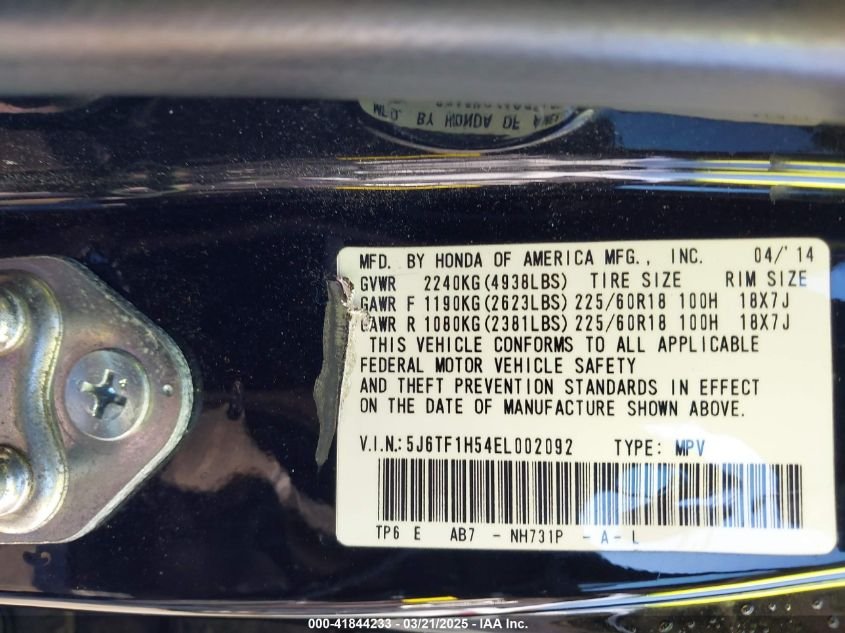 MFD. BY HONDA OF AMERICA MFG., INC. 04/'14
GVWR 2240KG(4938LBS) TIRE SIZE RIM SIZE
GAWR F 1190KG(2623LBS) 225/60R18 100H 18X7J
GAWR R 1080KG(2381LBS) 225/60R18 100H 18X7J
THIS VEHICLE CONFORMS TO ALL APPLICABLE
FEDERAL MOTOR VEHICLE SAFETY
AND THEFT PREVENTION STANDARDS IN EFFECT
ON THE DATE OF MANUFACTURE SHOWN ABOVE.
V.I.N.: 5J6TF1H54EL002092 TYPE: MPV
TP6 E AB7 - NH731P - A - L
000-41844233 - 03/21/2025 - IAA Inc.